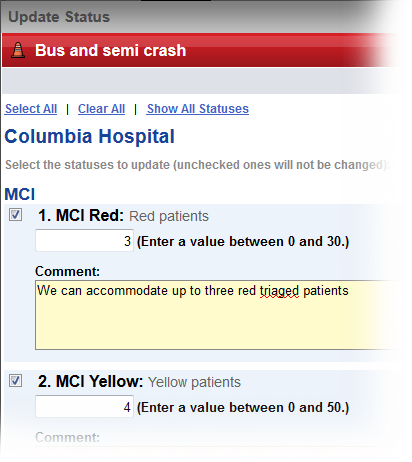 Update Status
Bus and semi crash
Select All | Clear All | Show All Statuses
Columbia Hospital
Select the statuses to update (unchecked ones will not be changed):
MCI
1. MCI Red: Red patients
3 (Enter a value between 0 and 30.)
Comment:
We can accommodate up to three red triaged patients
2. MCI Yellow: Yellow patients
4 (Enter a value between 0 and 50.)
Comment: